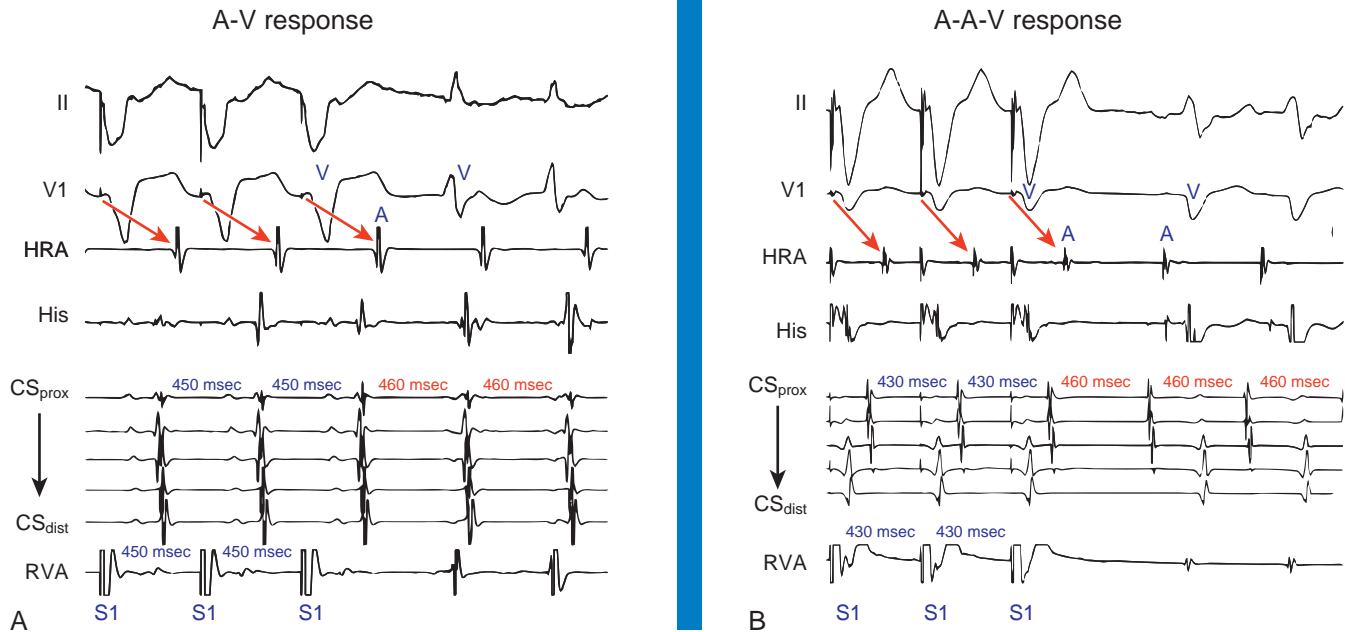 A-V response
II
V
V
V1
A
HRA
His
CSprox
450 msec 450 msec 460 msec 460 msec
CSdist
450 msec 450 msec
RVA
S1 S1 S1
A
A-A-V response
II
V1
V
V
A
A
HRA
His
CSprox
430 msec 430 msec 460 msec 460 msec 460 msec
CSdist
430 msec 430 msec
RVA
S1 S1 S1
B